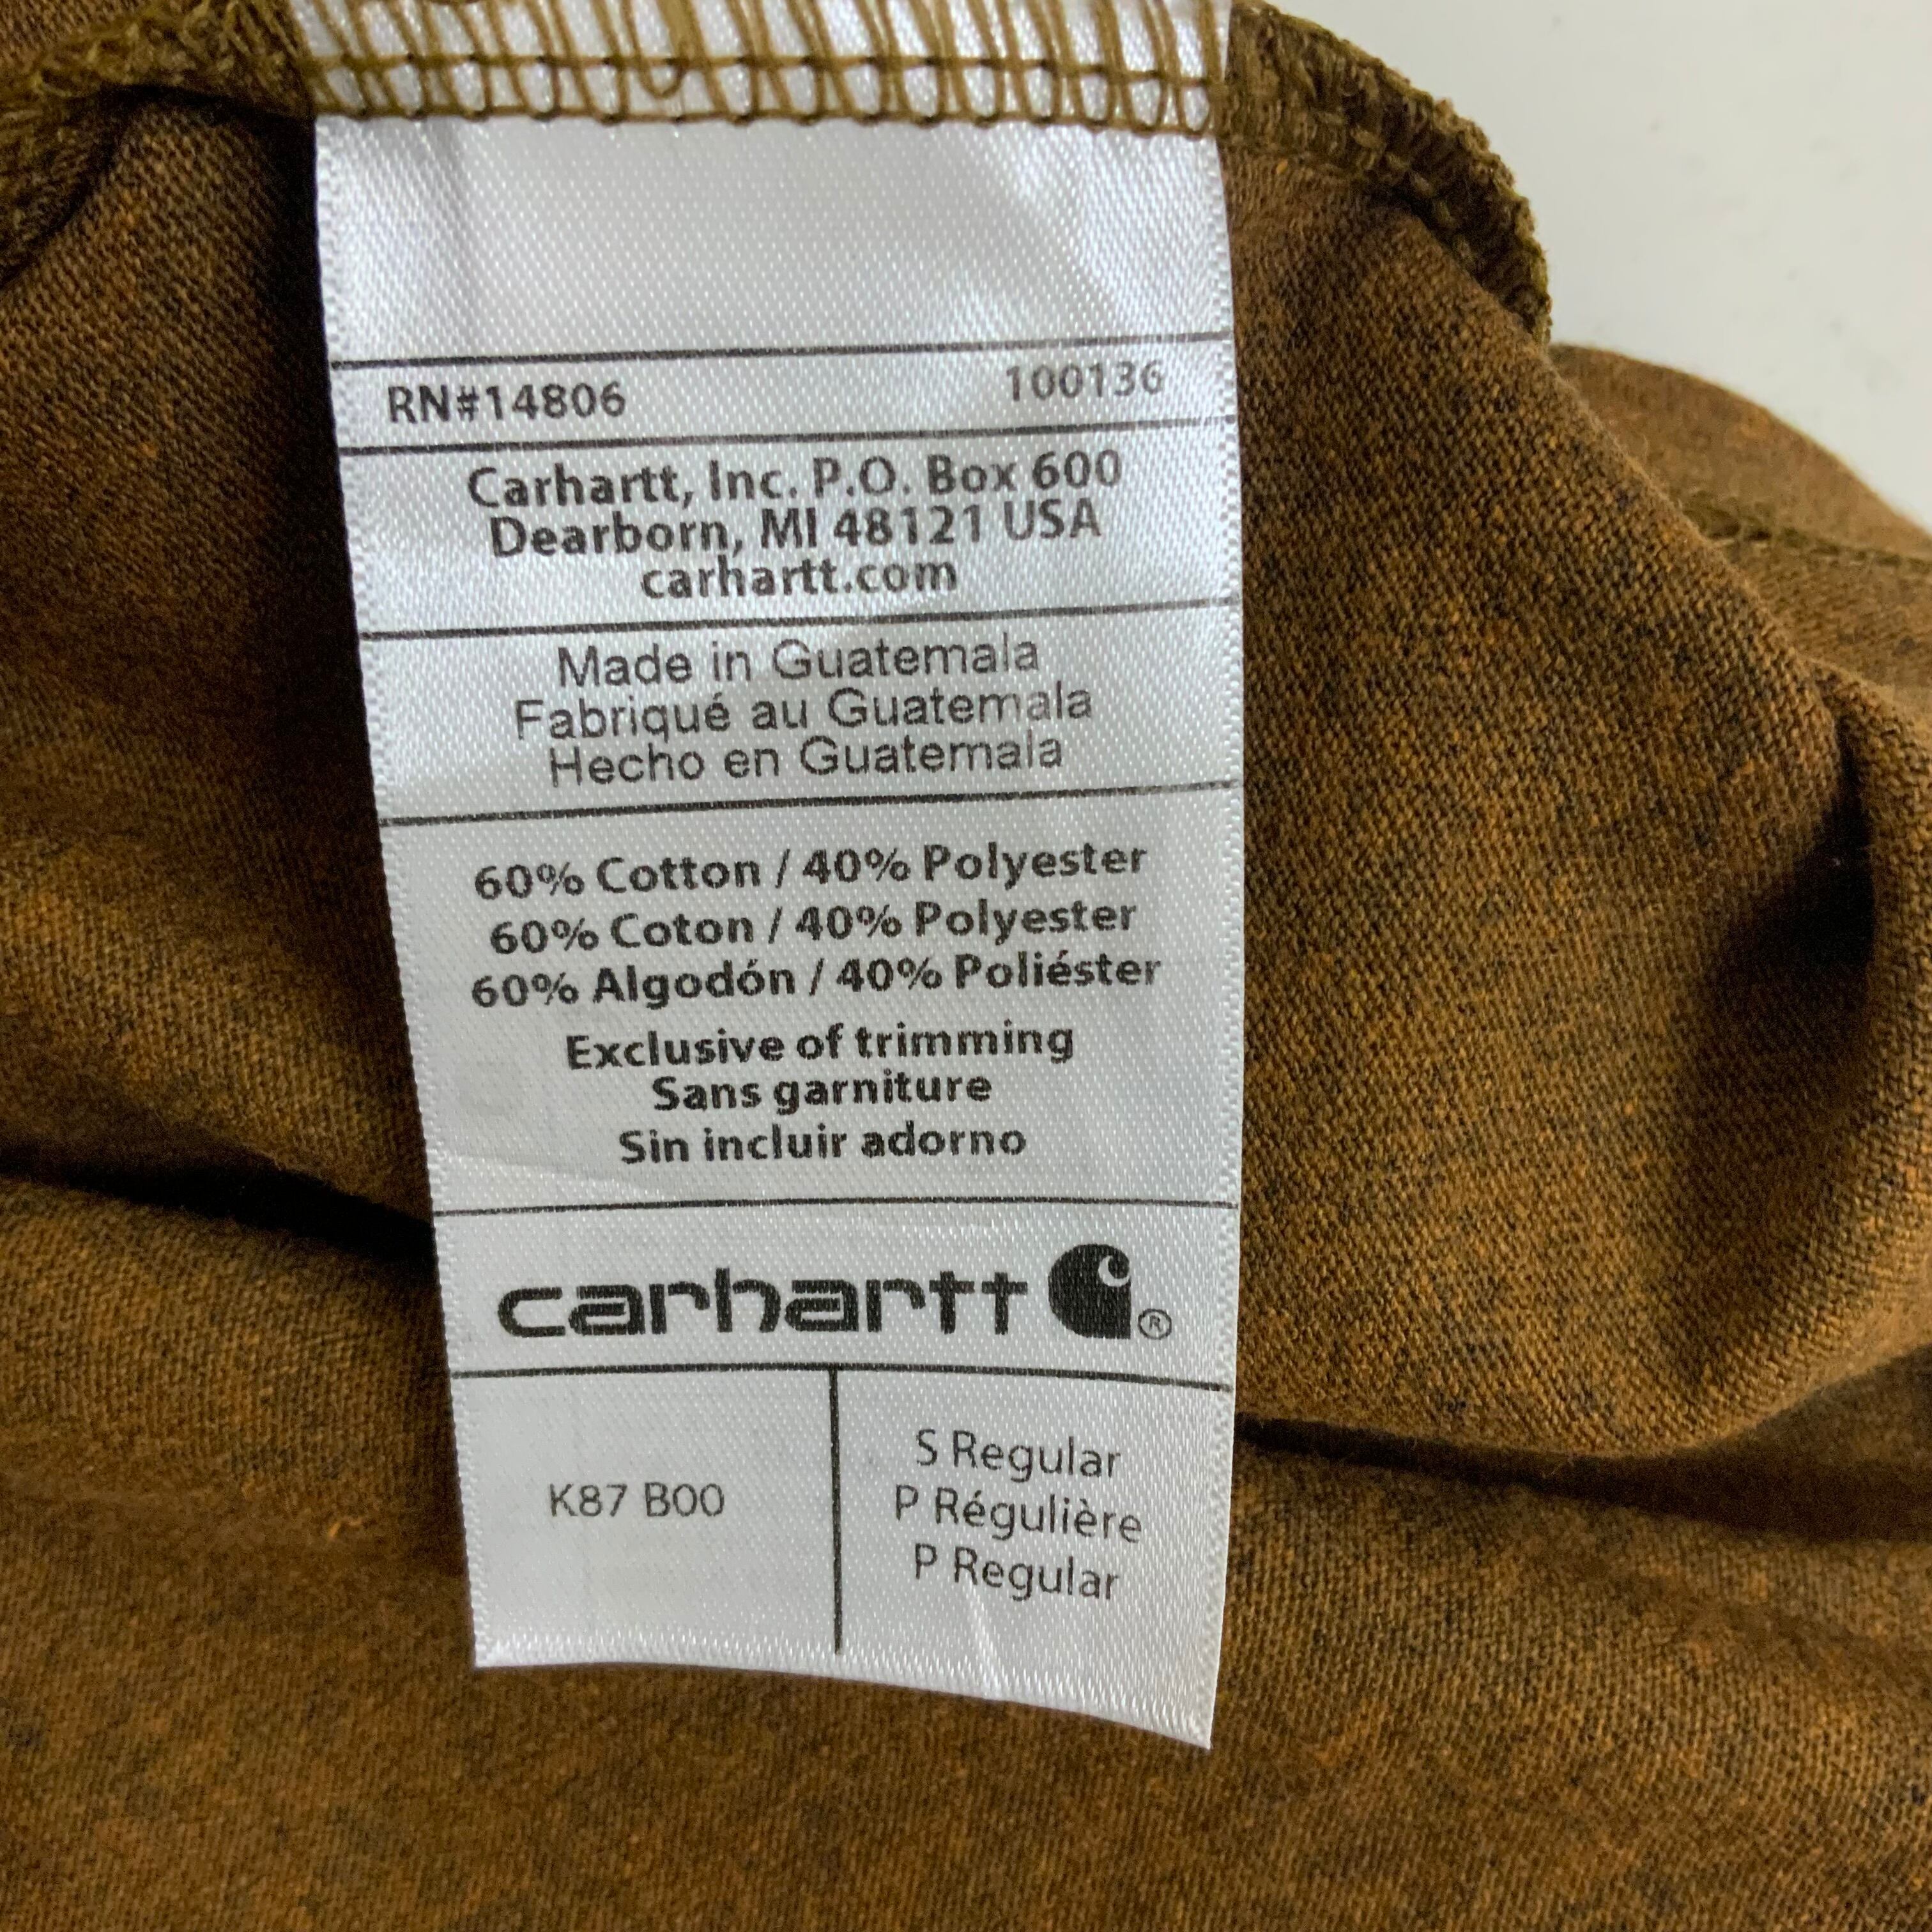 RN#14806 100136
Carhartt, Inc. P.O. Box 600
Dearborn, MI 48121 USA
carhartt.com
Made in Guatemala
Fabriqué au Guatemala
Hecho en Guatemala
60% Cotton / 40% Polyester
60% Coton / 40% Polyester
60% Algodón / 40% Poliéster
Exclusive of trimming
Sans garniture
Sin incluir adorno
carhartt ®
K87 B00
S Regular
P Régulière
P Regular